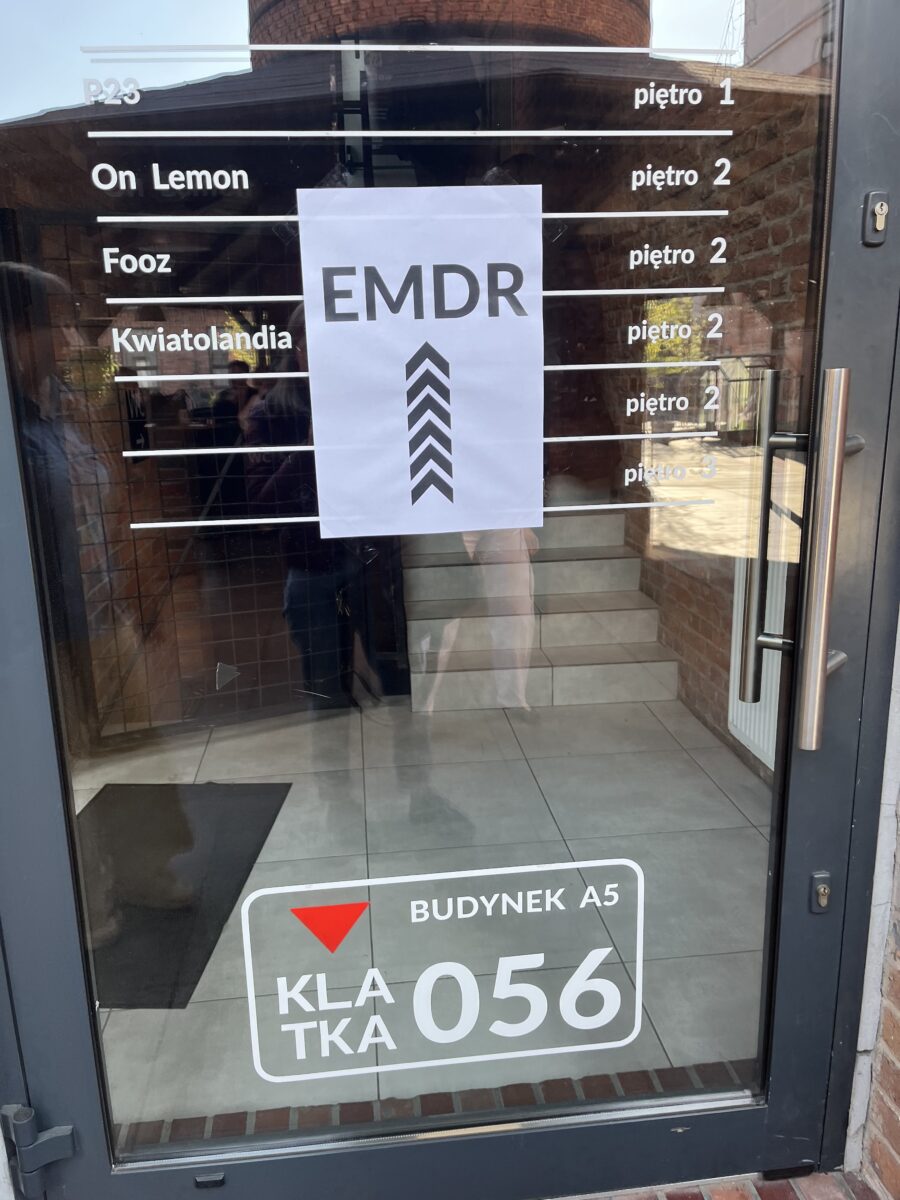 P23 piętro 1
On Lemon piętro 2
Fooz piętro 2
Kwiatolandia piętro 2
piętro 2
piętro 3
EMDR
BUDYNEK A5
KLA
TKA 056